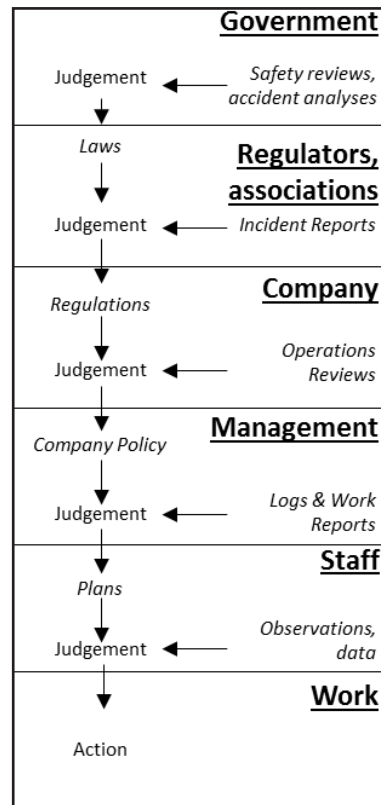 Government
Judgement
Safety reviews,
accident analyses
Laws
Regulators,
associations
Judgement
Incident Reports
Company
Regulations
Judgement
Operations
Reviews
Management
Company Policy
Judgement
Logs & Work
Reports
Staff
Plans
Judgement
Observations,
data
Work
Action